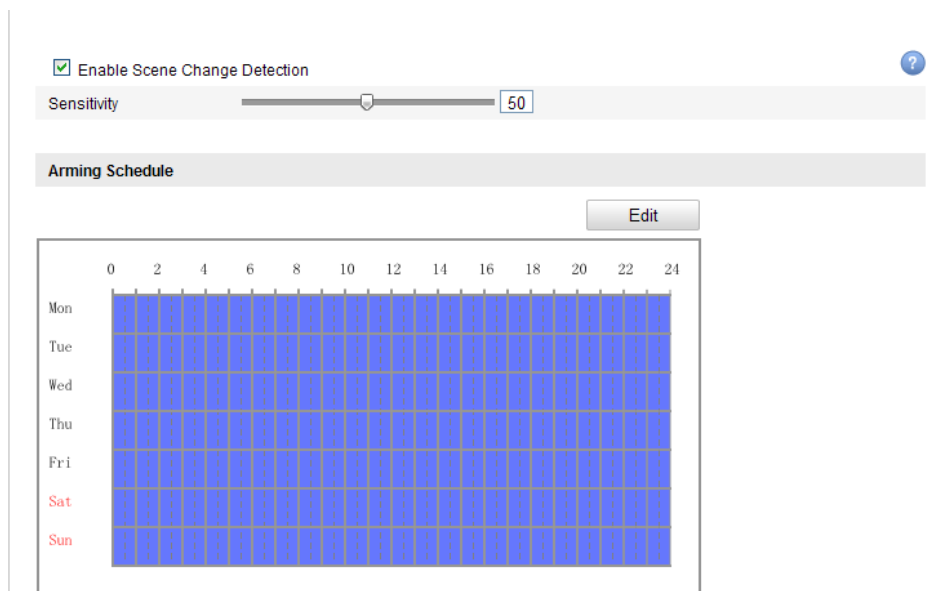 Enable Scene Change Detection
?
Sensitivity 50
Arming Schedule
Edit
0 2 4 6 8 10 12 14 16 18 20 22 24
Mon
Tue
Wed
Thu
Fri
Sat
Sun